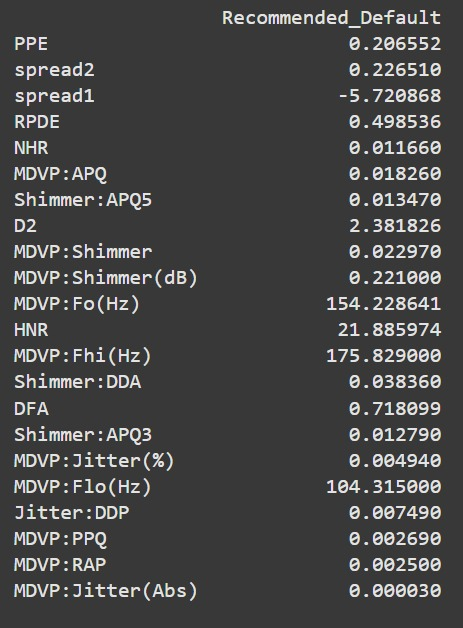 Recommended_Default
PPE 0.206552
spread2 0.226510
spread1 -5.720868
RPDE 0.498536
NHR 0.011660
MDVP:APQ 0.018260
Shimmer:APQ5 0.013470
D2 2.381826
MDVP:Shimmer 0.022970
MDVP:Shimmer(dB) 0.221000
MDVP:Fo(Hz) 154.228641
HNR 21.885974
MDVP:Fhi(Hz) 175.829000
Shimmer:DDA 0.038360
DFA 0.718099
Shimmer:APQ3 0.012790
MDVP:Jitter(%) 0.004940
MDVP:Flo(Hz) 104.315000
Jitter:DDP 0.007490
MDVP:PPQ 0.002690
MDVP:RAP 0.002500
MDVP:Jitter(Abs) 0.000030